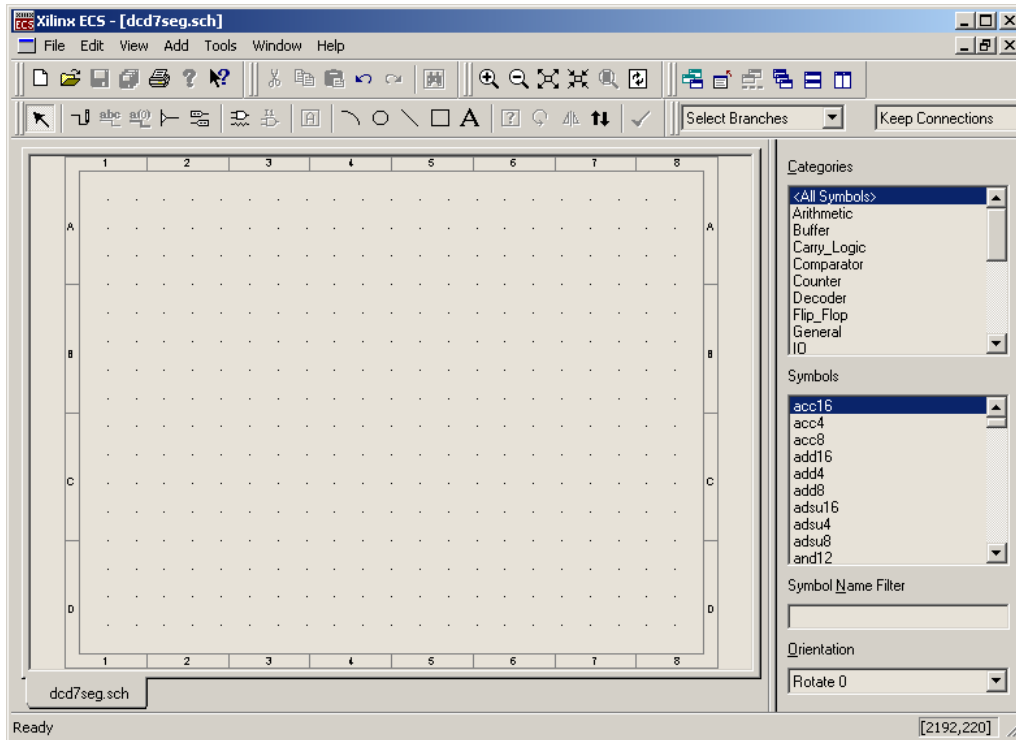 Xilinx ECS - [dcd7seg.sch]
File Edit View Add Tools Window Help
Select Branches Keep Connections
1 2 3 4 5 6 7 8
A A
B B
C C
D D
1 2 3 4 5 6 7 8
dcd7seg.sch
Categories
<All Symbols>
Arithmetic
Buffer
Carry_Logic
Comparator
Counter
Decoder
Flip_Flop
General
IO
Symbols
acc16
acc4
acc8
add16
add4
add8
adsu16
adsu4
adsu8
and12
Symbol Name Filter
Orientation
Rotate 0
Ready [2192,220]